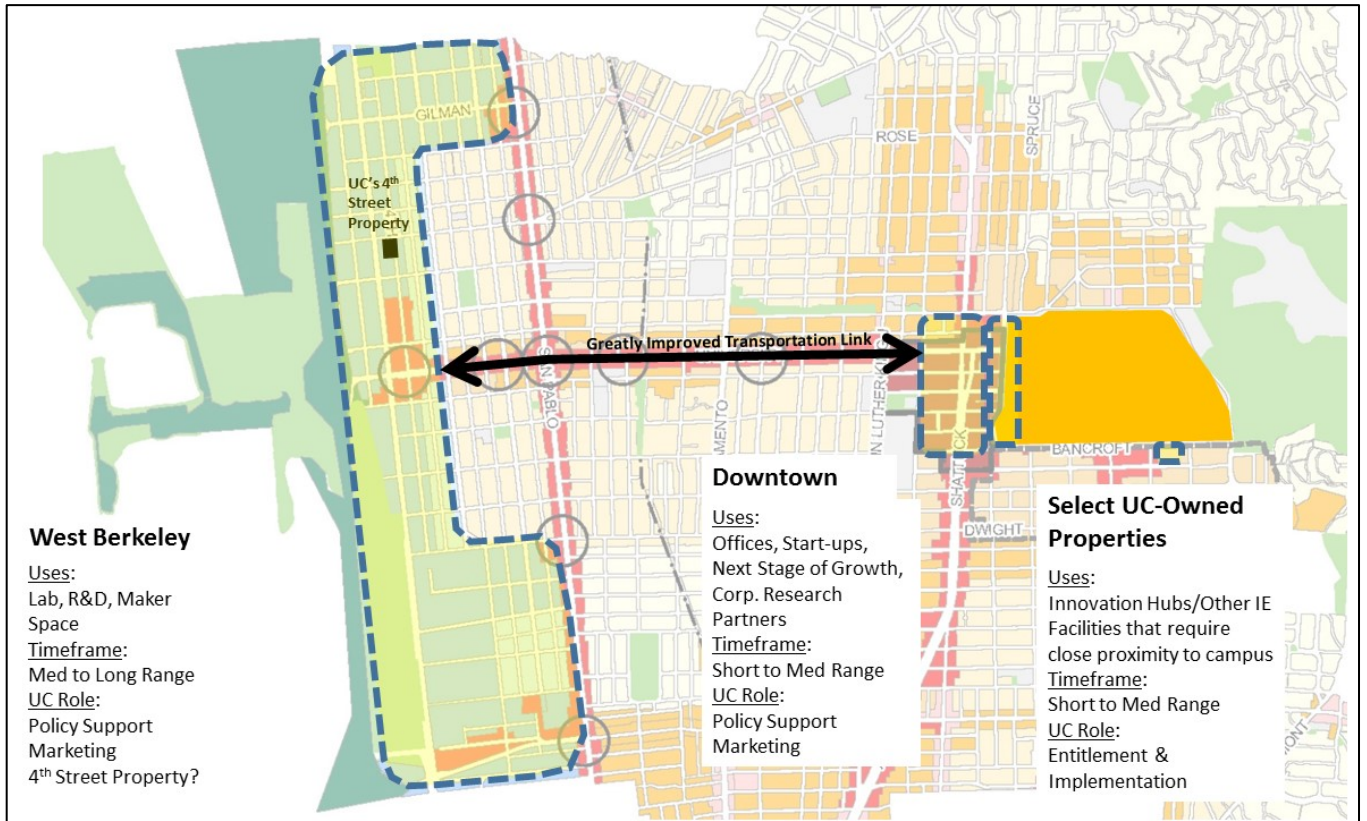 GILMAN
ROSE
SPRUCE
UC's 4th
Street
Property
Greatly Improved Transportation Link
SAN PABLO
SHATTUCK
BANCROFT
DWIGHT
West Berkeley
Uses:
Lab, R&D, Maker
Space
Timeframe:
Med to Long Range
UC Role:
Policy Support
Marketing
4th Street Property?
Downtown
Uses:
Offices, Start-ups,
Next Stage of Growth,
Corp. Research
Partners
Timeframe:
Short to Med Range
UC Role:
Policy Support
Marketing
Select UC-Owned
Properties
Uses:
Innovation Hubs/Other IE
Facilities that require
close proximity to campus
Timeframe:
Short to Med Range
UC Role:
Entitlement &
Implementation